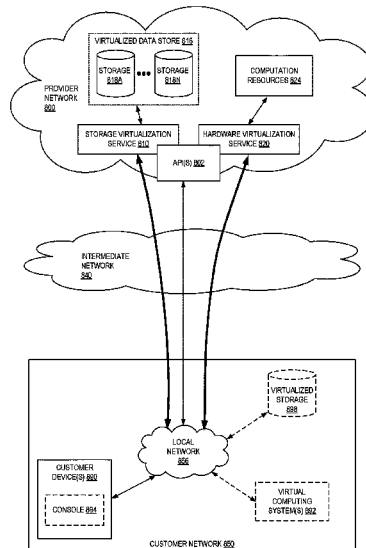 VIRTUALIZED DATA STORE 816
STORAGE
818A
STORAGE
818N
COMPUTATION
RESOURCES 824
PROVIDER
NETWORK 800
STORAGE VIRTUALIZATION
SERVICE 810
HARDWARE VIRTUALIZATION
SERVICE 820
API(S) 802
INTERMEDIATE
NETWORK
840
VIRTUALIZED
STORAGE
898
LOCAL
NETWORK
856
CUSTOMER
DEVICE(S) 890
CONSOLE 894
VIRTUAL
COMPUTING
SYSTEM(S) 892
CUSTOMER NETWORK 850